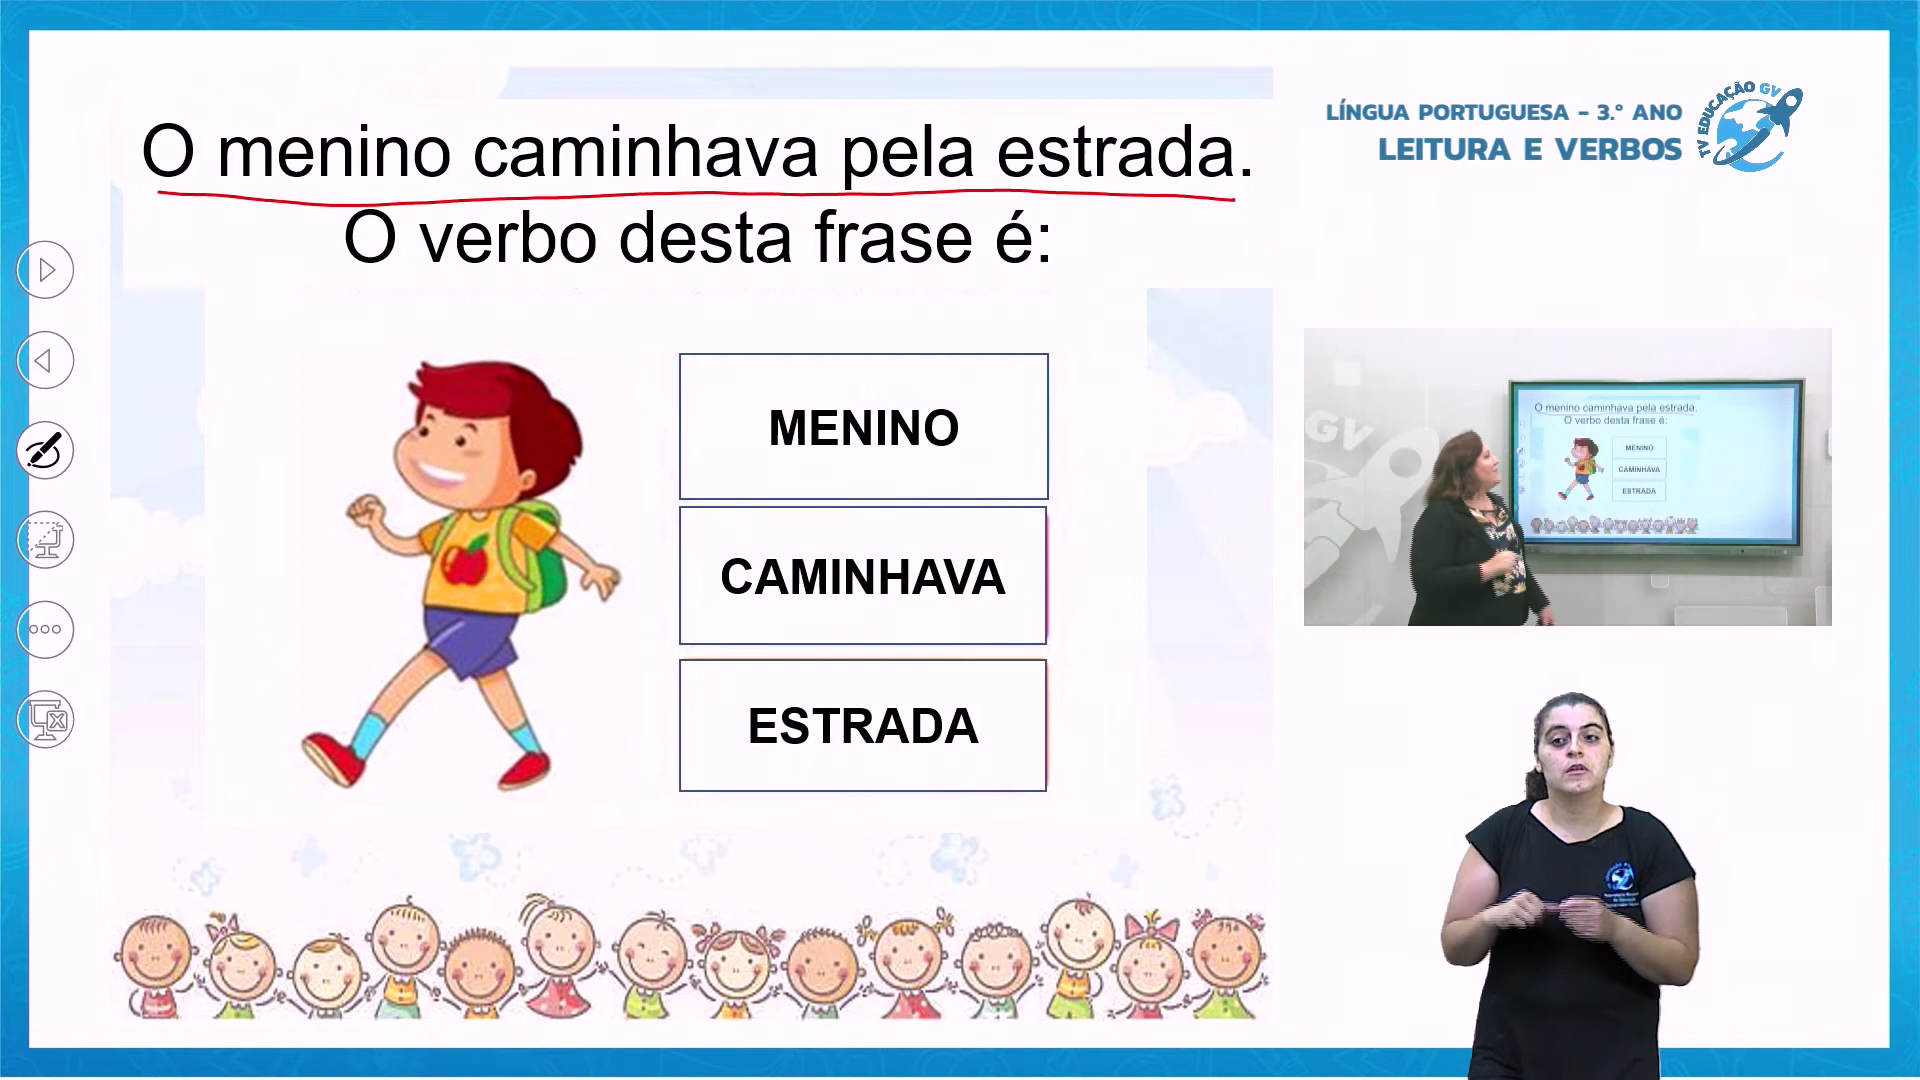 O menino caminhava pela estrada.
O verbo desta frase é:
MENINO
CAMINHAVA
ESTRADA
LÍNGUA PORTUGUESA - 3.º ANO
LEITURA E VERBOS
TV EDUCAÇÃO GV
GV
O menino caminhava pela estrada.
O verbo desta frase é:
MENINO
CAMINHAVA
ESTRADA